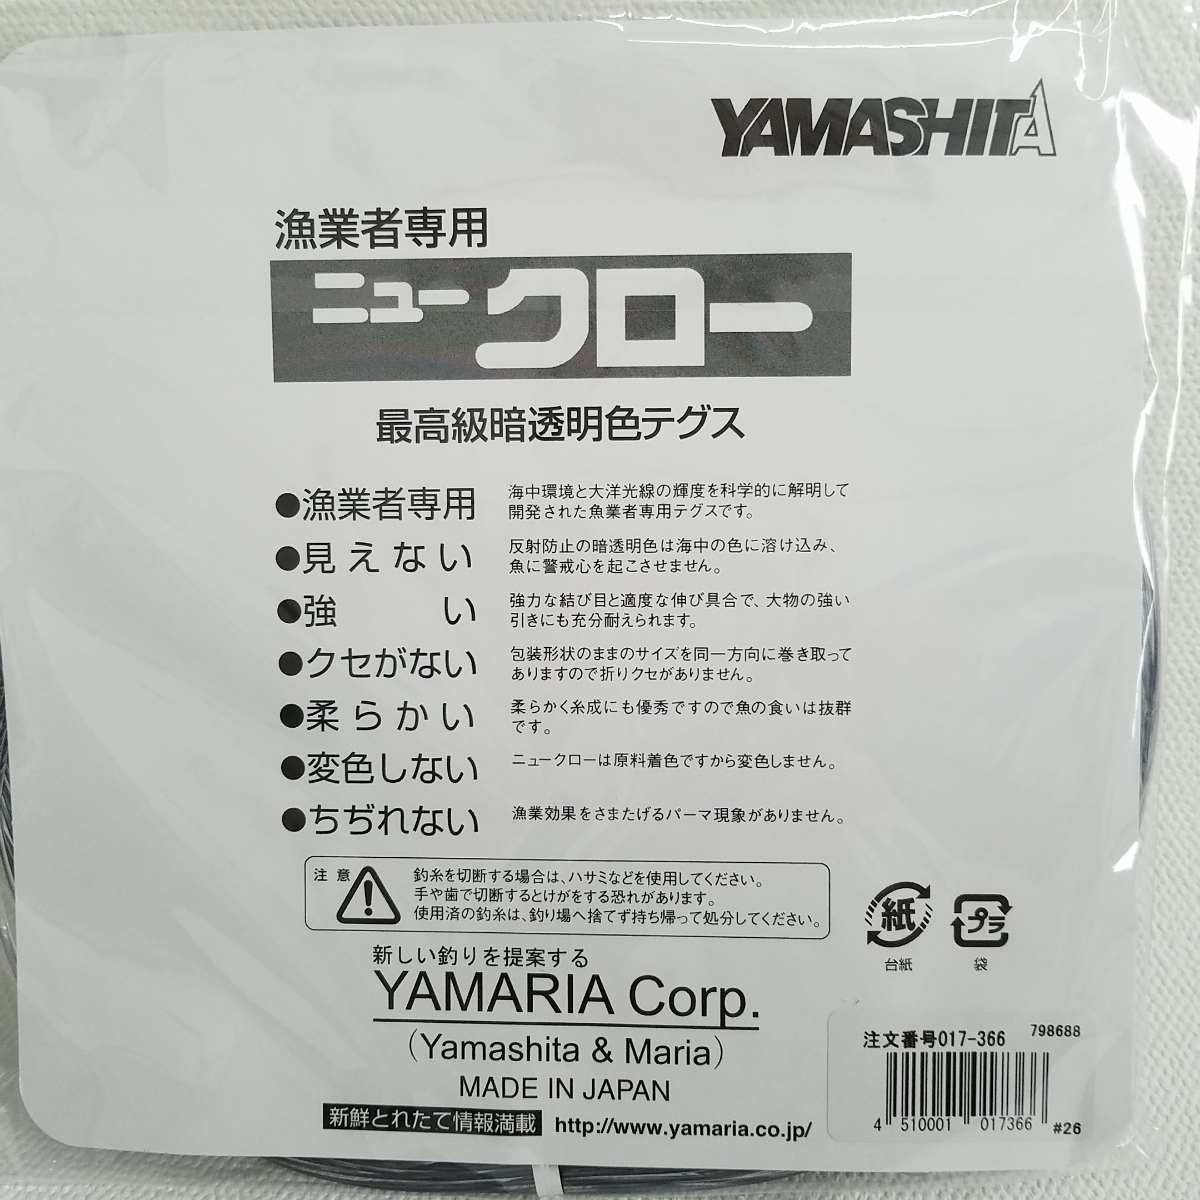 YAMASHITA
漁業者専用
ニュークロー
最高級暗透明色テグス
●漁業者専用 海中環境と大洋光線の輝度を科学的に解明して
開発された魚業者専用テグスです。
●見えない 反射防止の暗透明色は海中の色に溶け込み、
魚に警戒心を起こさせません。
●強い 強力な結び目と適度な伸び具合で、大物の強い
引きにも充分耐えられます。
●クセがない 包装形状のままのサイズを同一方向に巻き取って
ありますので折りクセがありません。
●柔らかい 柔らかく糸成にも優秀ですので魚の食いは抜群
です。
●変色しない ニュークローは原料着色ですから変色しません。
●ちぢれない 漁業効果をさまたげるパーマ現象がありません。
注意 釣糸を切断する場合は、ハサミなどを使用してください。
手や歯で切断するとけがをする恐れがあります。
使用済の釣糸は、釣り場へ捨てず持ち帰って処分してください。
紙 プラ
台紙 袋
新しい釣りを提案する
YAMARIA Corp.
(Yamashita & Maria)
MADE IN JAPAN
新鮮とれたて情報満載 http://www.yamaria.co.jp/
注文番号017-366 798688
4 510001 017366 #26